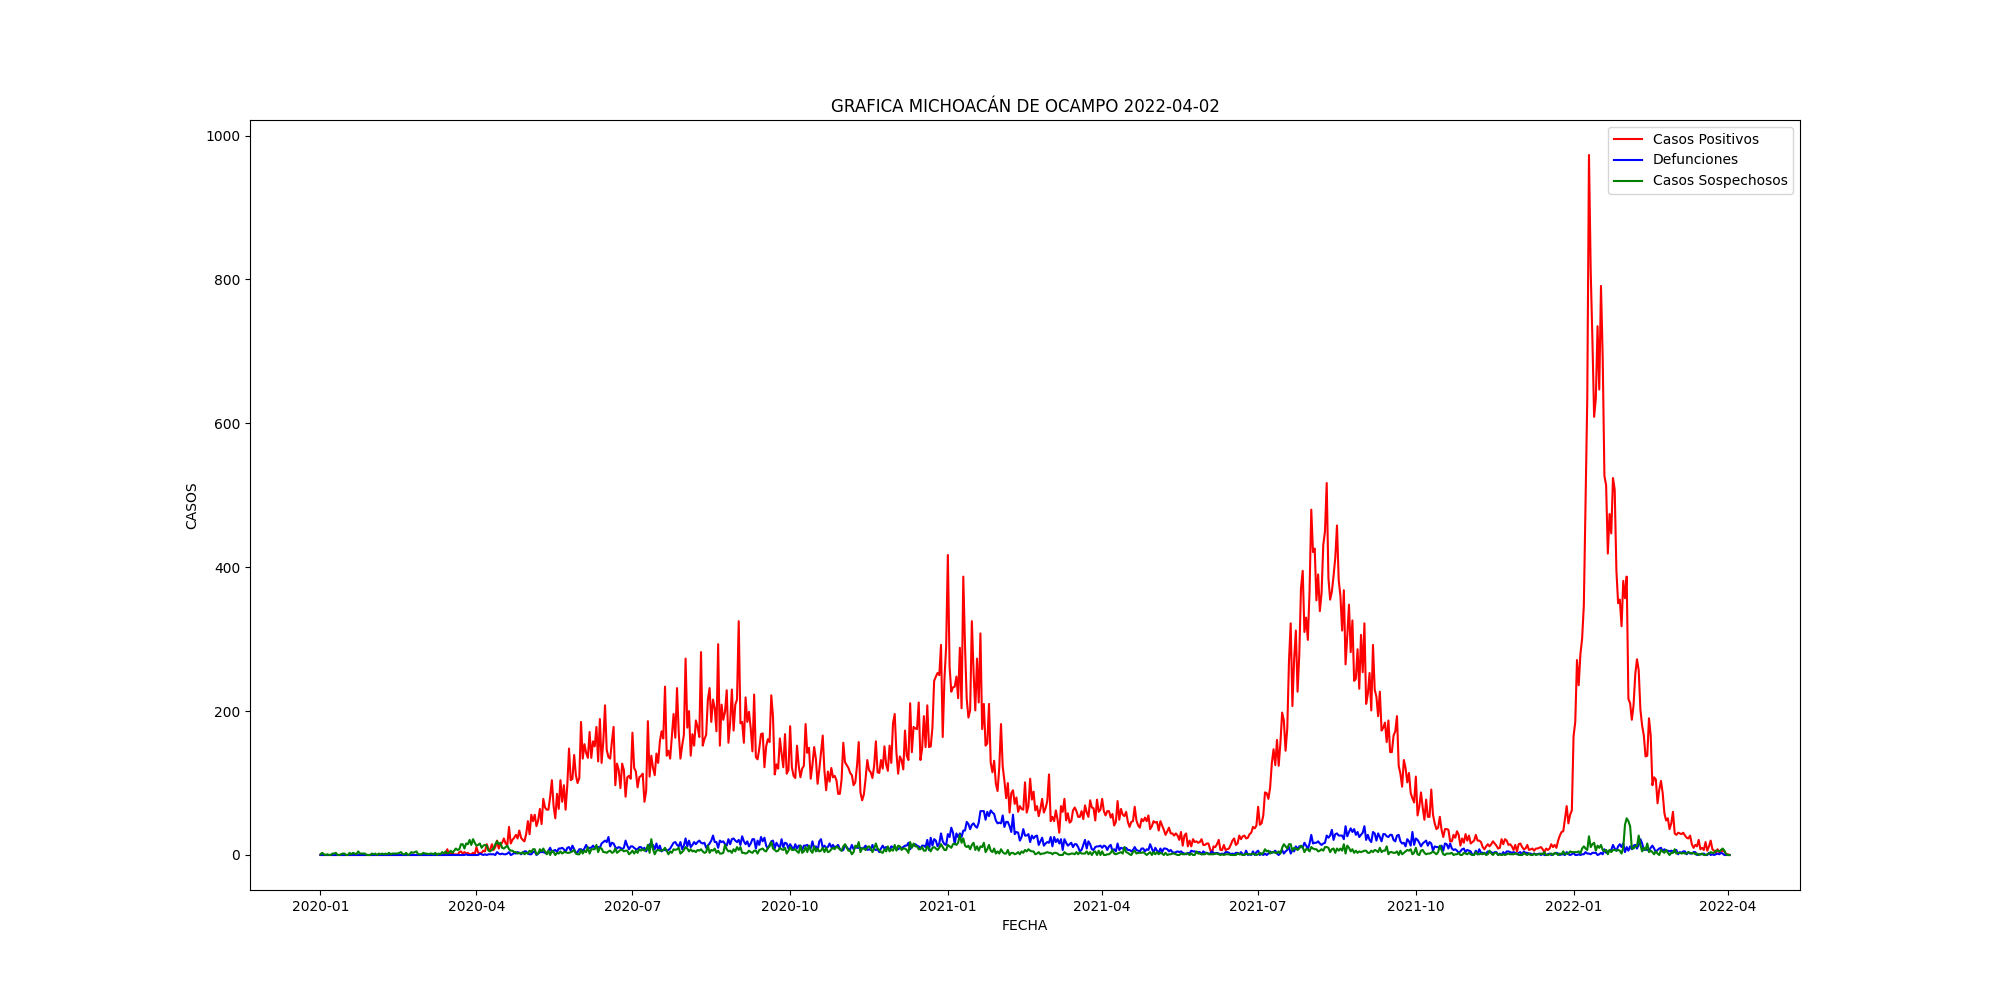 GRAFICA MICHOACÁN DE OCAMPO 2022-04-02
Casos Positivos
Defunciones
Casos Sospechosos
CASOS
1000
800
600
400
200
0
2020-01 2020-04 2020-07 2020-10 2021-01 2021-04 2021-07 2021-10 2022-01 2022-04
FECHA